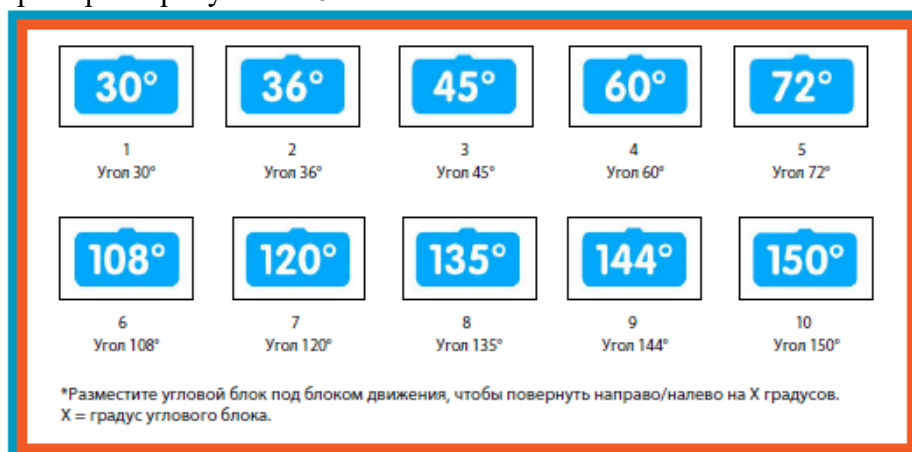 30° 36° 45° 60° 72°
1 2 3 4 5
Угол 30° Угол 36° Угол 45° Угол 60° Угол 72°
108° 120° 135° 144° 150°
6 7 8 9 10
Угол 108° Угол 120° Угол 135° Угол 144° Угол 150°
*Разместите угловой блок под блоком движения, чтобы повернуть направо/налево на X градусов.
X = градус углового блока.